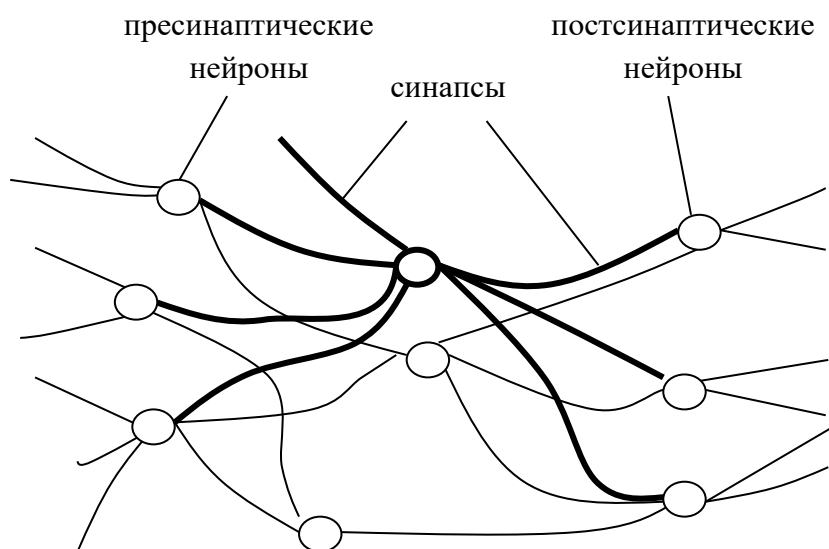 пресинаптические
нейроны
синапсы
постсинаптические
нейроны